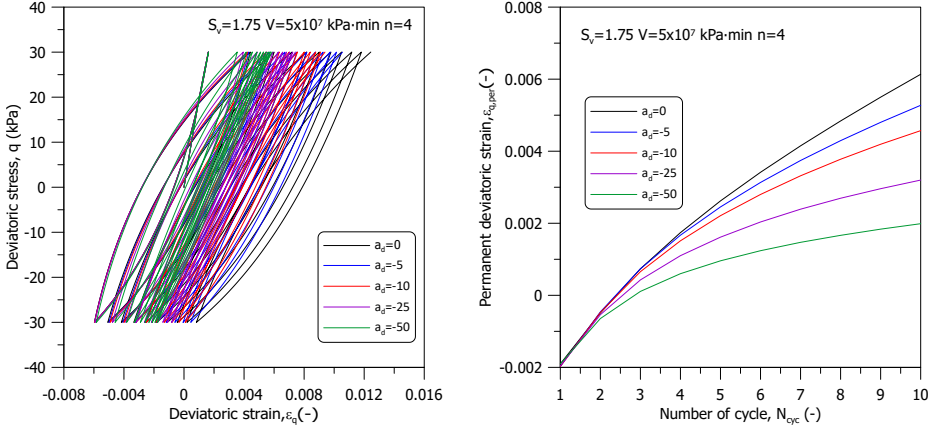 S_v=1.75 V=5x10⁷ kPa·min n=4
Deviatoric stress, q (kPa)
40
30
20
10
0
-10
-20
-30
-40
a_d=0
a_d=-5
a_d=-10
a_d=-25
a_d=-50
-0.008 -0.004 0 0.004 0.008 0.012 0.016
Deviatoric strain,ε_q(-)
S_v=1.75 V=5x10⁷ kPa·min n=4
Permanent deviatoric strain, ε_q,per(-)
0.008
0.006
0.004
0.002
0
-0.002
a_d=0
a_d=-5
a_d=-10
a_d=-25
a_d=-50
1 2 3 4 5 6 7 8 9 10
Number of cycle, N_cyc (-)